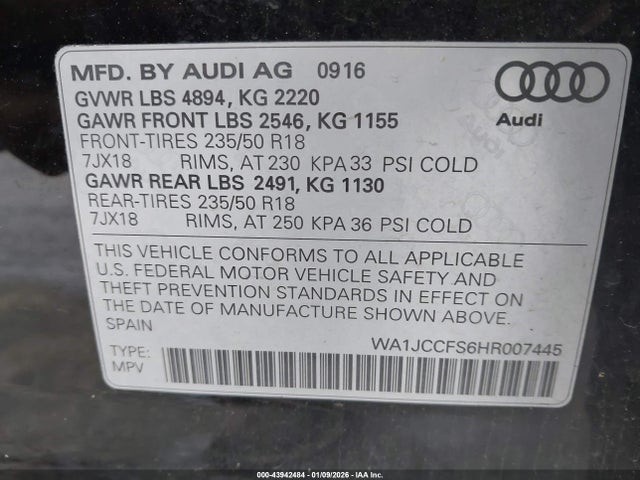 MFD. BY AUDI AG 0916
GVWR LBS 4894, KG 2220
GAWR FRONT LBS 2546, KG 1155
FRONT-TIRES 235/50 R18
7JX18 RIMS, AT 230 KPA 33 PSI COLD
GAWR REAR LBS 2491, KG 1130
REAR-TIRES 235/50 R18
7JX18 RIMS, AT 250 KPA 36 PSI COLD
Audi
THIS VEHICLE CONFORMS TO ALL APPLICABLE
U.S. FEDERAL MOTOR VEHICLE SAFETY AND
THEFT PREVENTION STANDARDS IN EFFECT ON
THE DATE OF MANUFACTURE SHOWN ABOVE.
SPAIN
WA1JCCFS6HR007445
TYPE:
MPV
000-43942484 | 01/09/2026 | IAA Inc.